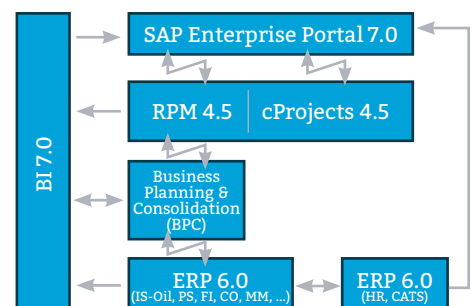 BI 7.0
SAP Enterprise Portal 7.0
RPM 4.5
cProjects 4.5
Business
Planning &
Consolidation
(BPC)
ERP 6.0
(IS-Oil, PS, FI, CO, MM, ...)
ERP 6.0
(HR, CATS)